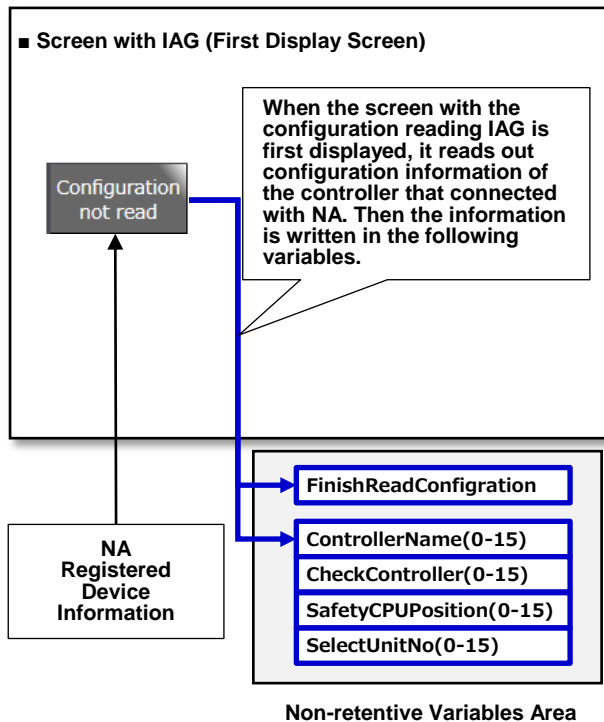 ■ Screen with IAG (First Display Screen)
When the screen with the
configuration reading IAG is
first displayed, it reads out
configuration information of
the controller that connected
with NA. Then the information
is written in the following
variables.
Configuration
not read
FinishReadConfigration
ControllerName(0-15)
CheckController(0-15)
SafetyCPUPosition(0-15)
SelectUnitNo(0-15)
NA
Registered
Device
Information
Non-retentive Variables Area